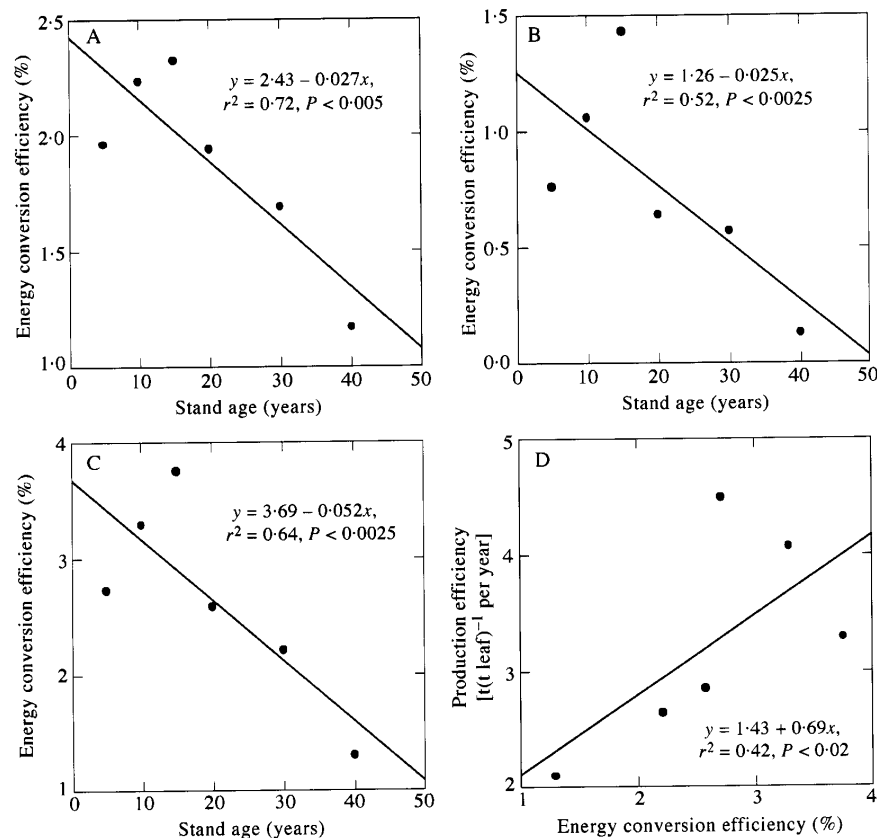 A
y = 2·43 − 0·027x,
r² = 0·72, P < 0·005
Energy conversion efficiency (%)
2·5
2·0
1·5
1·0
0 10 20 30 40 50
Stand age (years)
B
y = 1·26 − 0·025x,
r² = 0·52, P < 0·0025
Energy conversion efficiency (%)
1·5
1·0
0·5
0·0
0 10 20 30 40 50
Stand age (years)
C
y = 3·69 − 0·052x,
r² = 0·64, P < 0·0025
Energy conversion efficiency (%)
4
3
2
1
0 10 20 30 40 50
Stand age (years)
D
y = 1·43 + 0·69x,
r² = 0·42, P < 0·02
Production efficiency
[t(t leaf)⁻¹ per year]
5
4
3
2
1 2 3 4
Energy conversion efficiency (%)